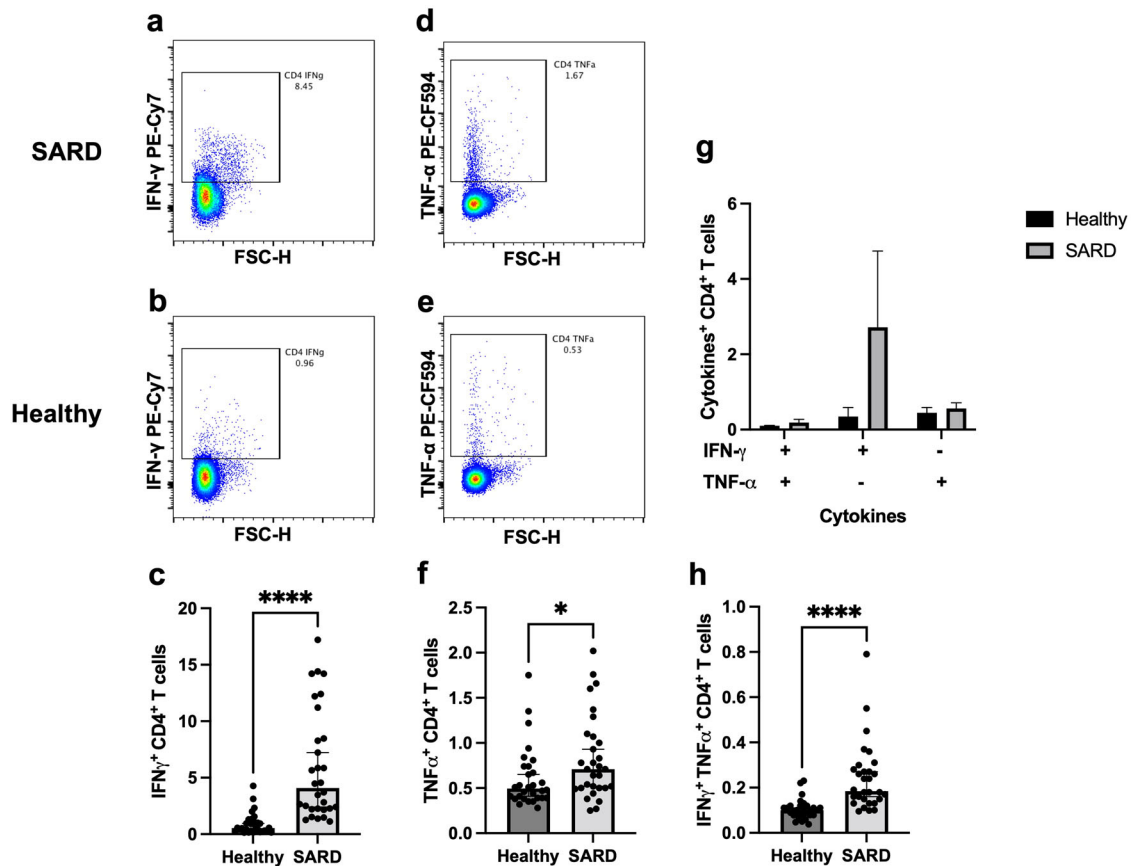 a
IFN-γ PE-Cy7
CD4 IFNg
8.45
FSC-H
SARD
d
TNF-α PE-CF594
CD4 TNFa
1.67
FSC-H
b
IFN-γ PE-Cy7
CD4 IFNg
0.96
FSC-H
Healthy
e
TNF-α PE-CF594
CD4 TNFa
0.53
FSC-H
g
Cytokines⁺ CD4⁺ T cells
6
4
2
0
IFN-γ + + -
TNF-α + - +
Cytokines
Healthy
SARD
c
IFNγ⁺ CD4⁺ T cells
20
15
10
5
0
****
Healthy SARD
f
TNFα⁺ CD4⁺ T cells
2.5
2.0
1.5
1.0
0.5
0.0
*
Healthy SARD
h
IFNγ⁺ TNFα⁺ CD4⁺ T cells
1.0
0.8
0.6
0.4
0.2
0.0
****
Healthy SARD